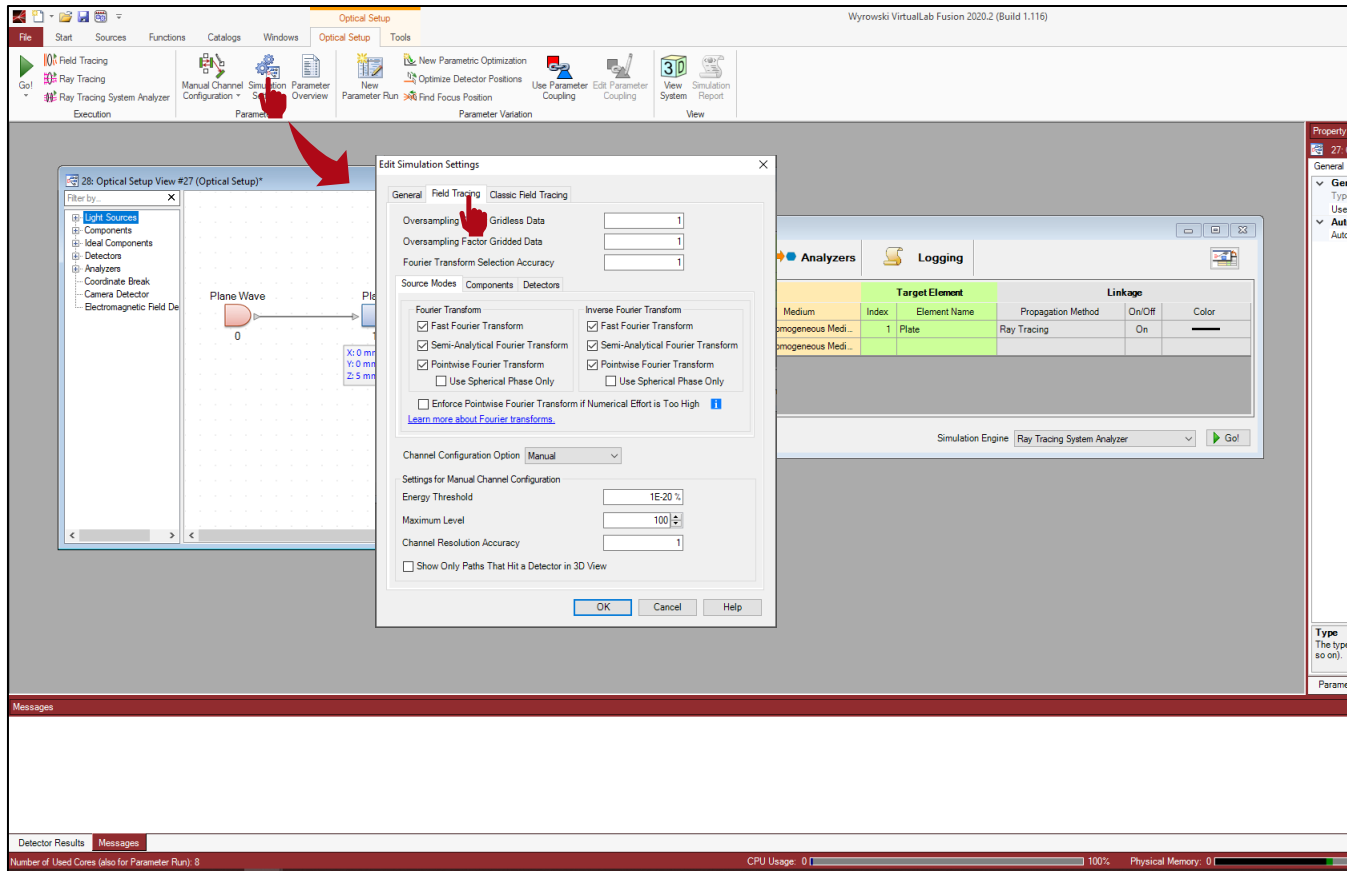 Optical Setup
Wyrowski VirtualLab Fusion 2020.2 (Build 1.116)
File Start Sources Functions Catalogs Windows Optical Setup Tools
Go!
Field Tracing
Ray Tracing
Ray Tracing System Analyzer
Execution
Manual Channel
Configuration
Simulation
Parameter
Overview
New
Parameter Run
New Parametric Optimization
Optimize Detector Positions
Find Focus Position
Use Parameter
Coupling
Edit Parameter
Coupling
Parameter Variation
View
System
Simulation
Report
View
Property
27:
General
Type
The type
so on).
28: Optical Setup View #27 (Optical Setup)*
Filter by... X
Light Sources
Components
Ideal Components
Detectors
Analyzers
Coordinate Break
Camera Detector
Electromagnetic Field De
Plane Wave
0
X: 0 mm
Y: 0 mm
Z: 5 mm
Edit Simulation Settings
General Field Tracing Classic Field Tracing
Oversampling Gridless Data 1
Oversampling Factor Gridded Data 1
Fourier Transform Selection Accuracy 1
Source Modes Components Detectors
Fourier Transform
Fast Fourier Transform
Semi-Analytical Fourier Transform
Pointwise Fourier Transform
Use Spherical Phase Only
Inverse Fourier Transform
Fast Fourier Transform
Semi-Analytical Fourier Transform
Pointwise Fourier Transform
Use Spherical Phase Only
Enforce Pointwise Fourier Transform if Numerical Effort is Too High
Learn more about Fourier transforms.
Channel Configuration Option Manual
Settings for Manual Channel Configuration
Energy Threshold 1E-20 %
Maximum Level 100
Channel Resolution Accuracy 1
Show Only Paths That Hit a Detector in 3D View
OK Cancel Help
Analyzers Logging
Target Element Linkage
Medium Index Element Name Propagation Method On/Off Color
omogeneous Medi... 1 Plate Ray Tracing On
omogeneous Medi...
Simulation Engine Ray Tracing System Analyzer Go!
Parame
Messages
Detector Results Messages
Number of Used Cores (also for Parameter Run): 8 CPU Usage: 0 100% Physical Memory: 0